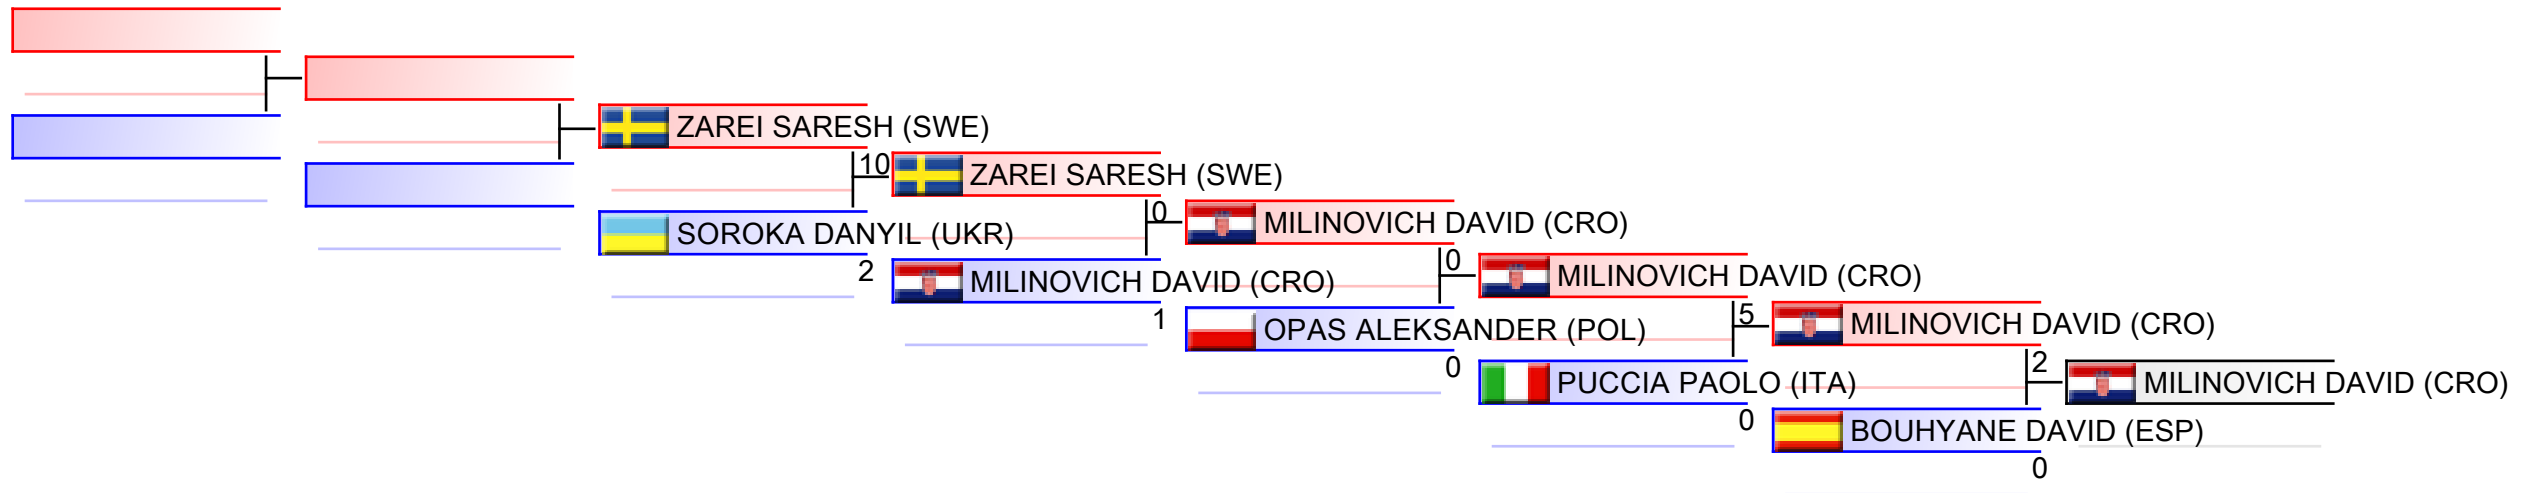 ZAREI SARESH (SWE)
10
ZAREI SARESH (SWE)
0
SOROKA DANYIL (UKR)
2
MILINOVICH DAVID (CRO)
0
MILINOVICH DAVID (CRO)
1
MILINOVICH DAVID (CRO)
5
OPAS ALEKSANDER (POL)
0
MILINOVICH DAVID (CRO)
2
PUCCIA PAOLO (ITA)
0
MILINOVICH DAVID (CRO)
BOUHYANE DAVID (ESP)
0